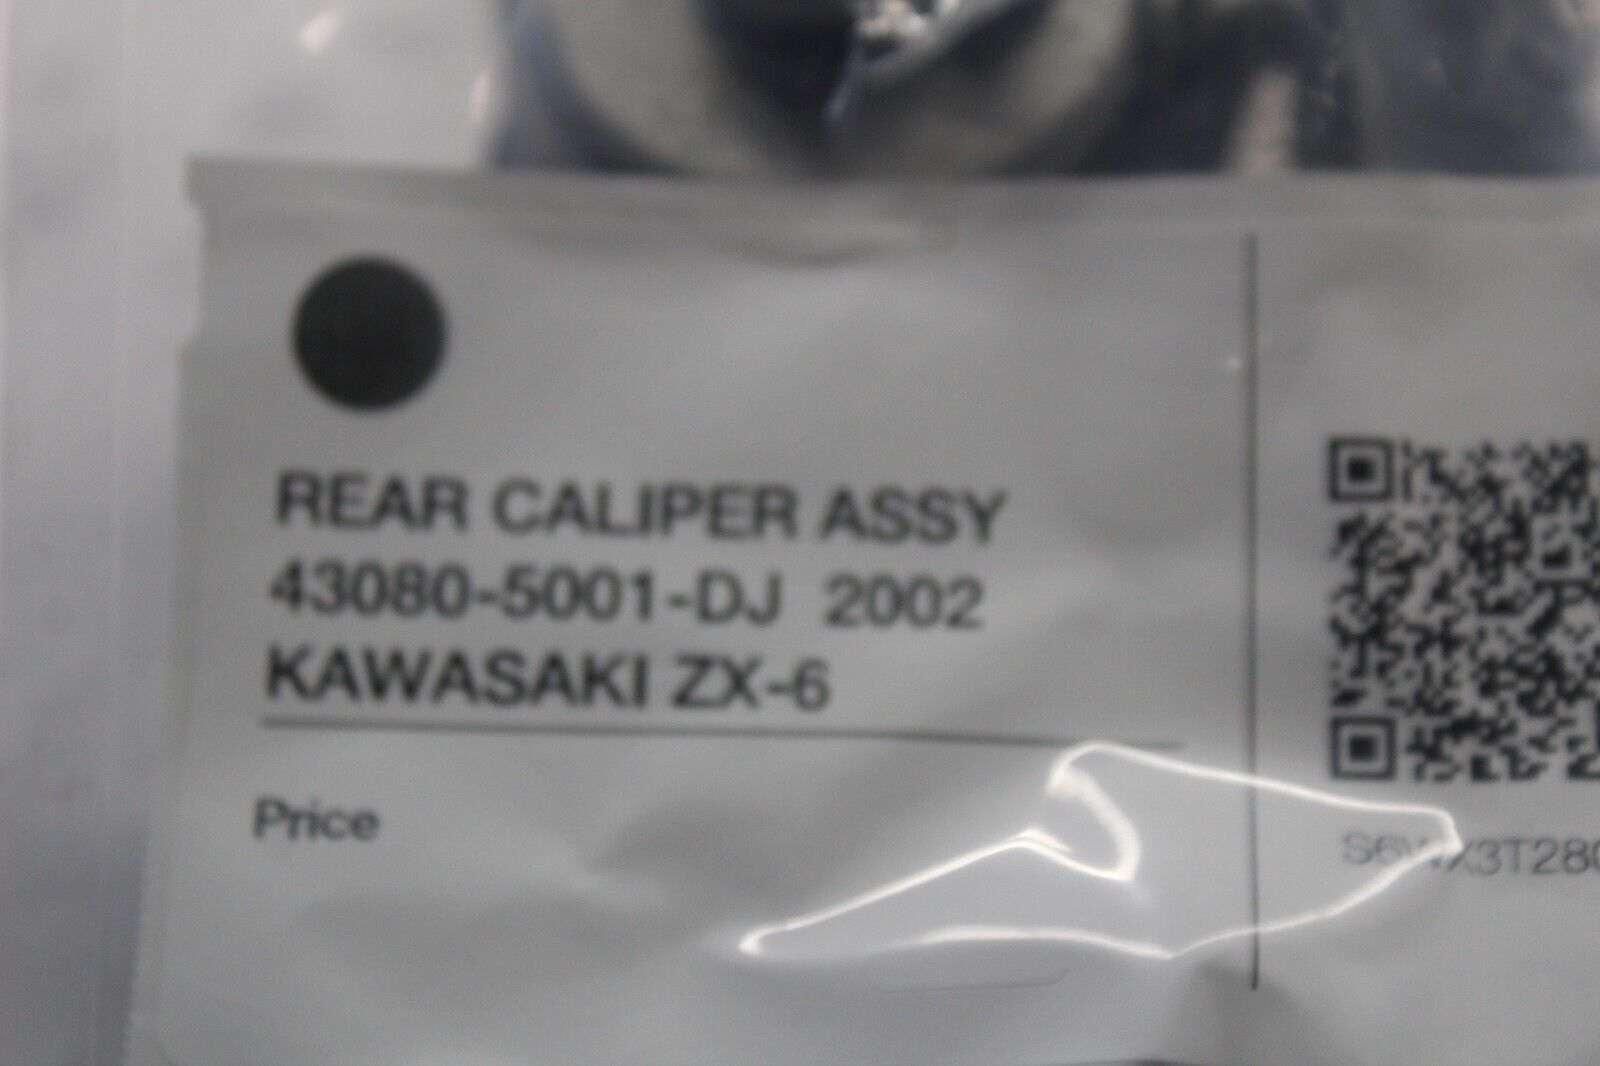 REAR CALIPER ASSY
43080-5001-DJ 2002
KAWASAKI ZX-6
Price